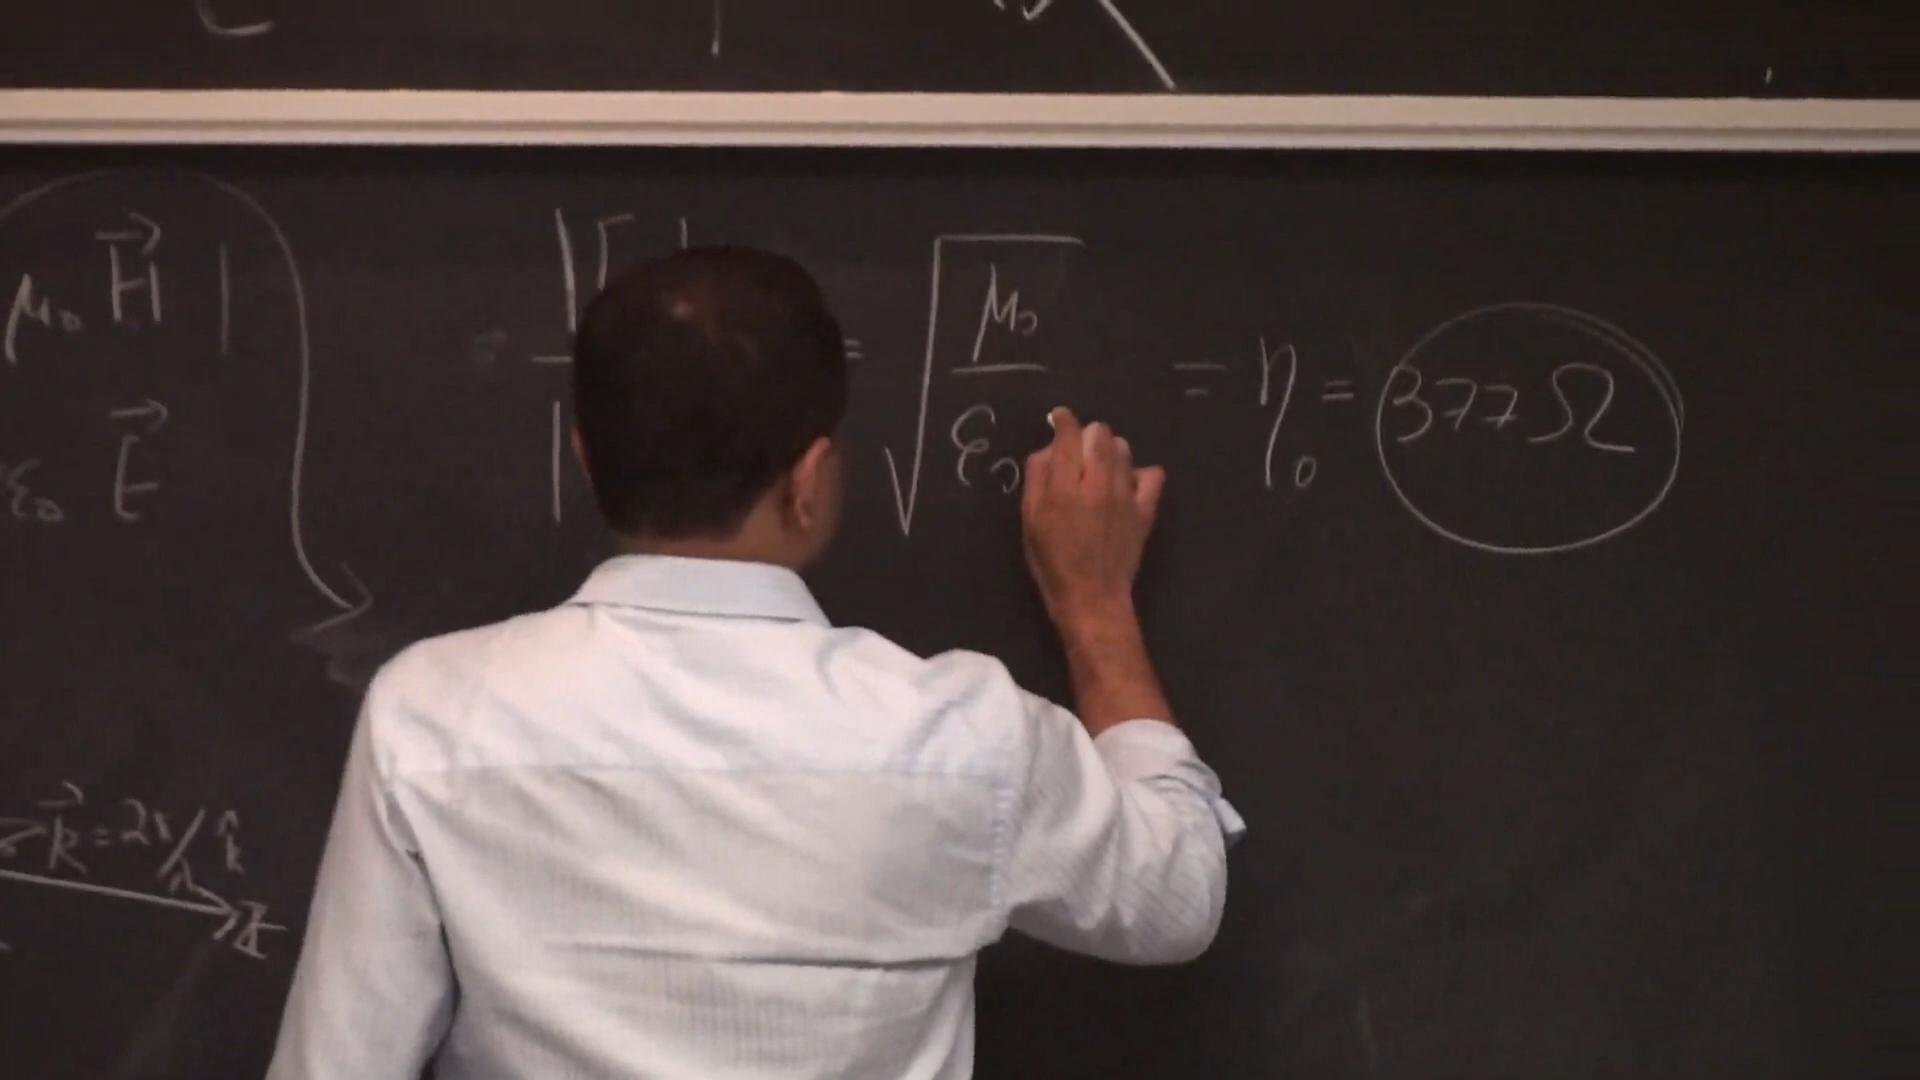 μ₀ H⃗ |
ε₀ E⃗
= |E | / | = √(μ₀/ε₀) = η₀ = 377 Ω
k⃗ = 2π/λ k̂
z